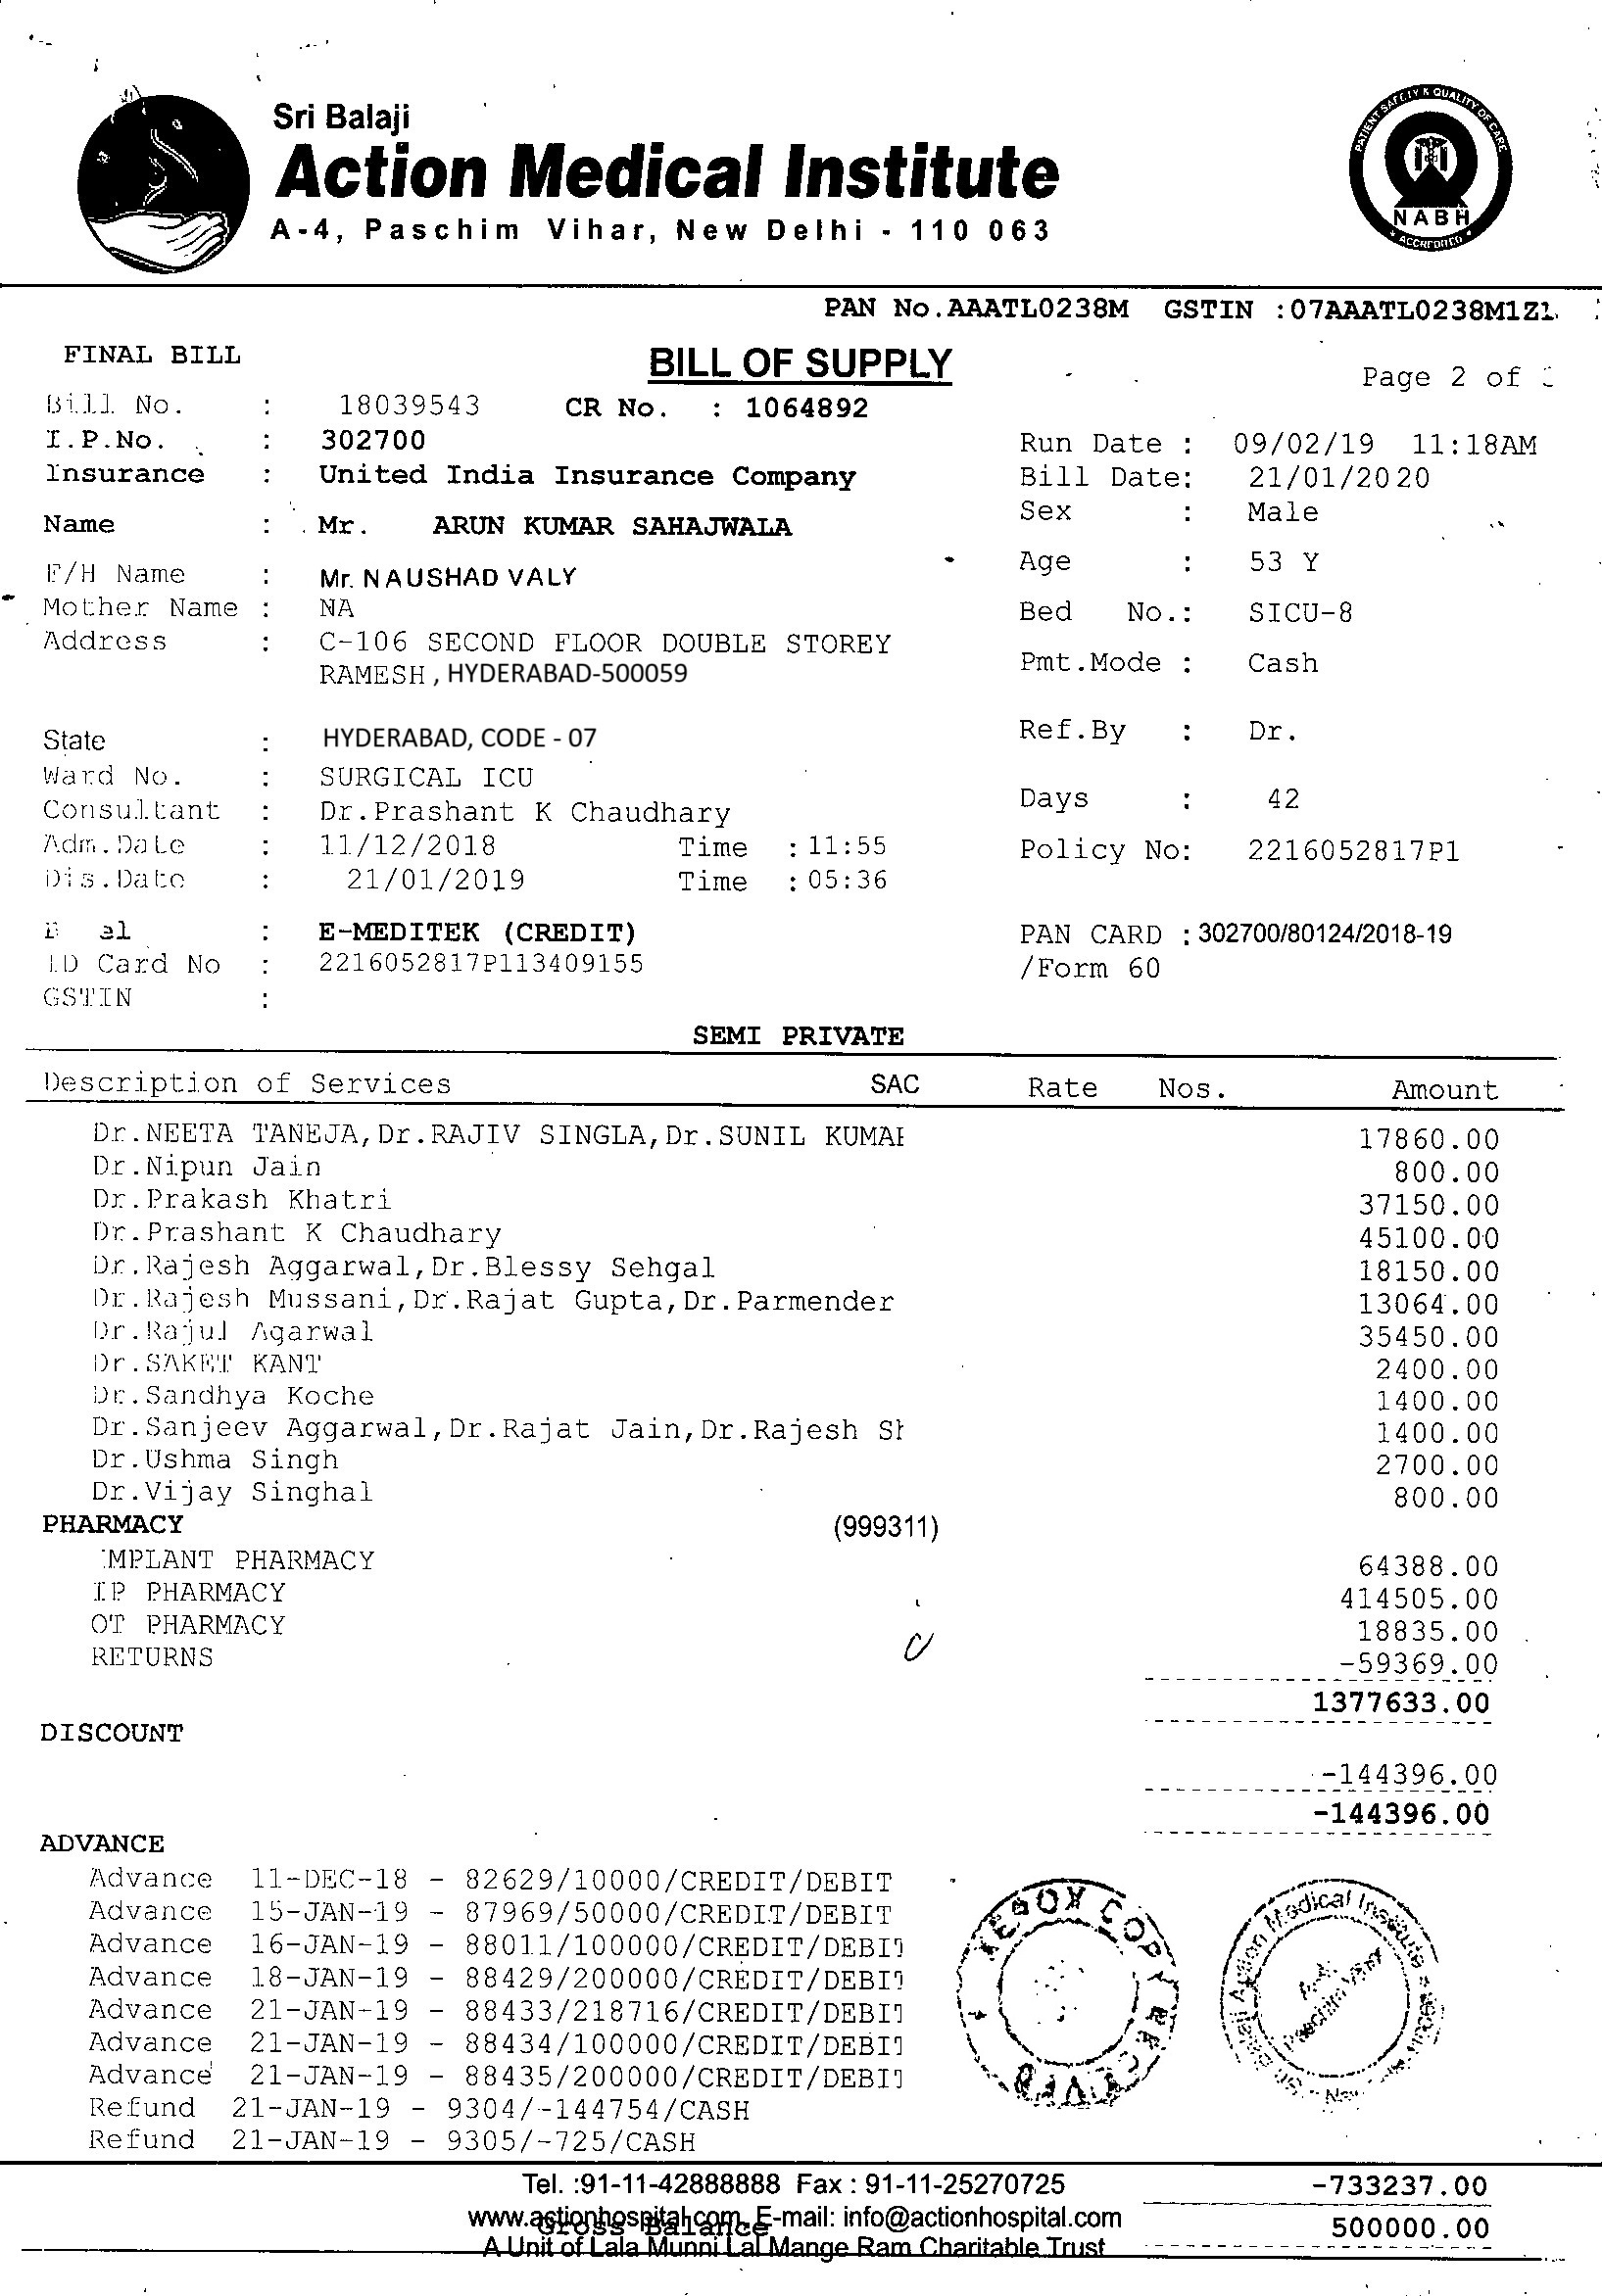 Sri Balaji
Action Medical Institute
A-4, Paschim Vihar, New Delhi - 110 063
PATIENT SAFETY & QUALITY OF CARE
NABH
ACCREDITED
PAN No.AAATL0238M GSTIN :07AAATL0238M1Z1
FINAL BILL
BILL OF SUPPLY
Page 2 of
Bill No. : 18039543 CR No. : 1064892
I.P.No. : 302700
Run Date : 09/02/19 11:18AM
Insurance : United India Insurance Company
Bill Date: 21/01/2020
Sex : Male
Name : Mr. ARUN KUMAR SAHAJWALA
Age : 53 Y
F/H Name : Mr. NAUSHAD VALY
Mother Name : NA
Bed No.: SICU-8
Address : C-106 SECOND FLOOR DOUBLE STOREY
RAMESH , HYDERABAD-500059
Pmt.Mode : Cash
State : HYDERABAD, CODE - 07
Ref.By : Dr.
Ward No. : SURGICAL ICU
Consultant : Dr.Prashant K Chaudhary
Days : 42
Adm.Date : 11/12/2018 Time : 11:55
Policy No: 2216052817P1
Dis.Date : 21/01/2019 Time : 05:36
: E-MEDITEK (CREDIT)
PAN CARD : 302700/80124/2018-19
ID Card No : 2216052817P113409155
/Form 60
GSTIN :
SEMI PRIVATE
Description of Services SAC Rate Nos. Amount
Dr.NEETA TANEJA,Dr.RAJIV SINGLA,Dr.SUNIL KUMAR 17860.00
Dr.Nipun Jain 800.00
Dr.Prakash Khatri 37150.00
Dr.Prashant K Chaudhary 45100.00
Dr.Rajesh Aggarwal,Dr.Blessy Sehgal 18150.00
Dr.Rajesh Mussani,Dr.Rajat Gupta,Dr.Parmender 13064.00
Dr.Rajul Agarwal 35450.00
Dr.SAKET KANT 2400.00
Dr.Sandhya Koche 1400.00
Dr.Sanjeev Aggarwal,Dr.Rajat Jain,Dr.Rajesh 1400.00
Dr.Ushma Singh 2700.00
Dr.Vijay Singhal 800.00
PHARMACY (999311)
IMPLANT PHARMACY 64388.00
IP PHARMACY 414505.00
OT PHARMACY 18835.00
RETURNS -59369.00
1377633.00
DISCOUNT
-144396.00
-144396.00
ADVANCE
Advance 11-DEC-18 - 82629/10000/CREDIT/DEBIT
Advance 15-JAN-19 - 87969/50000/CREDIT/DEBIT
Advance 16-JAN-19 - 88011/100000/CREDIT/DEBIT
Advance 18-JAN-19 - 88429/200000/CREDIT/DEBIT
Advance 21-JAN-19 - 88433/218716/CREDIT/DEBIT
Advance 21-JAN-19 - 88434/100000/CREDIT/DEBIT
Advance 21-JAN-19 - 88435/200000/CREDIT/DEBIT
Refund 21-JAN-19 - 9304/-144754/CASH
Refund 21-JAN-19 - 9305/-725/CASH
XEROX COPY RECEIVED
Action Medical Institute
Paschim Vihar
Tel. :91-11-42888888 Fax : 91-11-25270725 -733237.00
www.actionhospital.com, E-mail: info@actionhospital.com
Gross Balance 500000.00
A Unit of Lala Munni Lal Mange Ram Charitable Trust